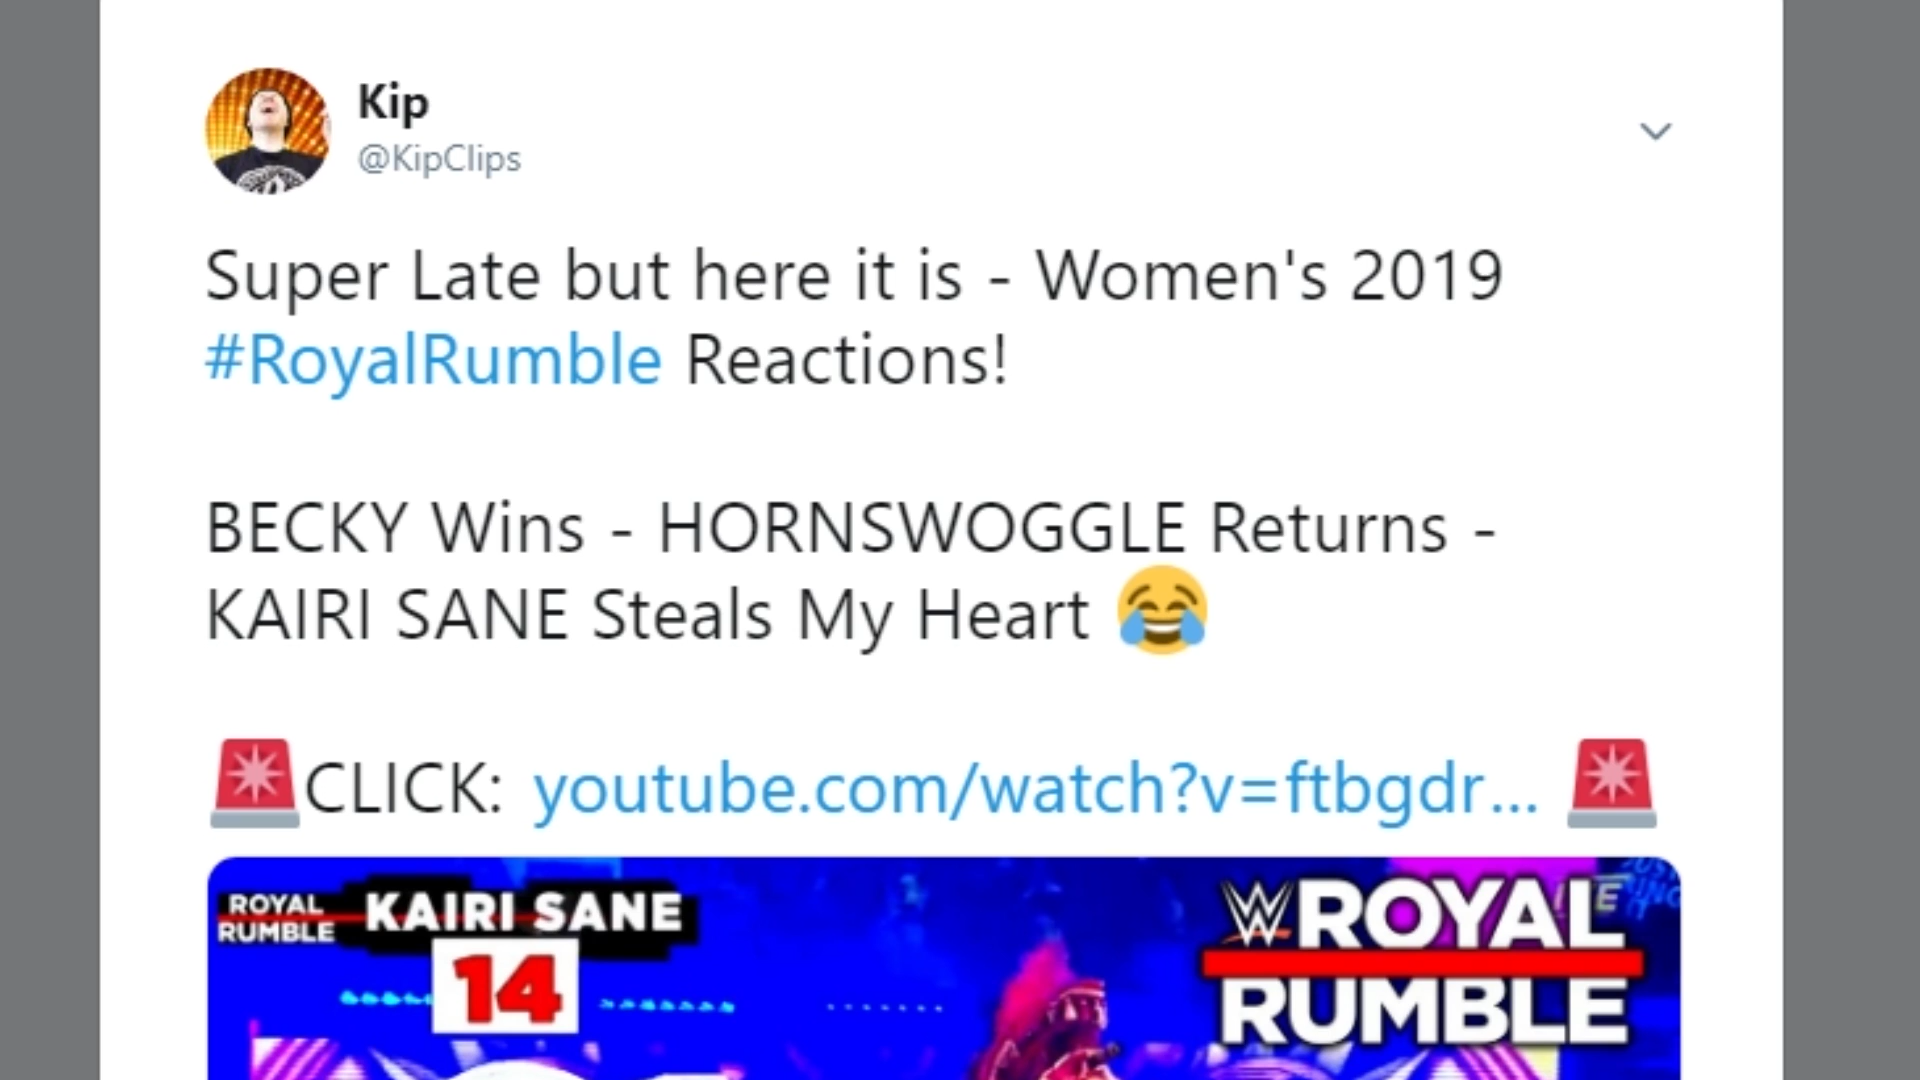 Kip
@KipClips
Super Late but here it is - Women's 2019
#RoyalRumble Reactions!
BECKY Wins - HORNSWOGGLE Returns -
KAIRI SANE Steals My Heart 😂
🚨CLICK: youtube.com/watch?v=ftbgdr... 🚨
ROYAL
RUMBLE
KAIRI SANE
14
W ROYAL
RUMBLE